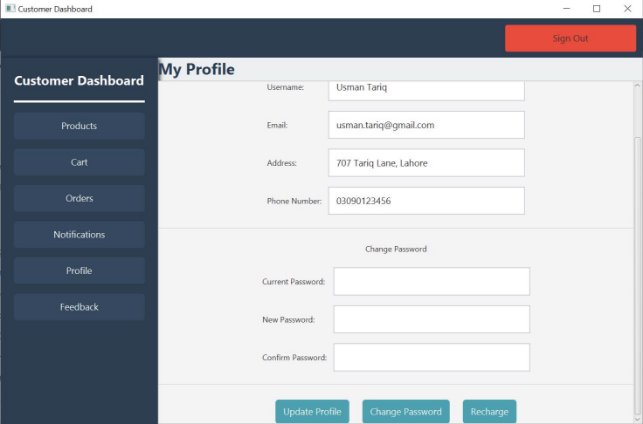 Customer Dashboard
Sign Out
Customer Dashboard
Products
Cart
Orders
Notifications
Profile
Feedback
My Profile
Username: Usman Tariq
Email: usman.tariq@gmail.com
Address: 707 Tariq Lane, Lahore
Phone Number: 03090123456
Change Password
Current Password:
New Password:
Confirm Password:
Update Profile Change Password Recharge